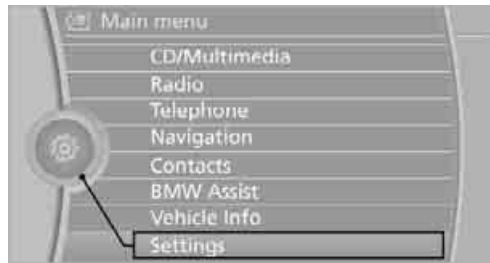 Main menu
CD/Multimedia
Radio
Telephone
Navigation
Contacts
BMW Assist
Vehicle Info
Settings